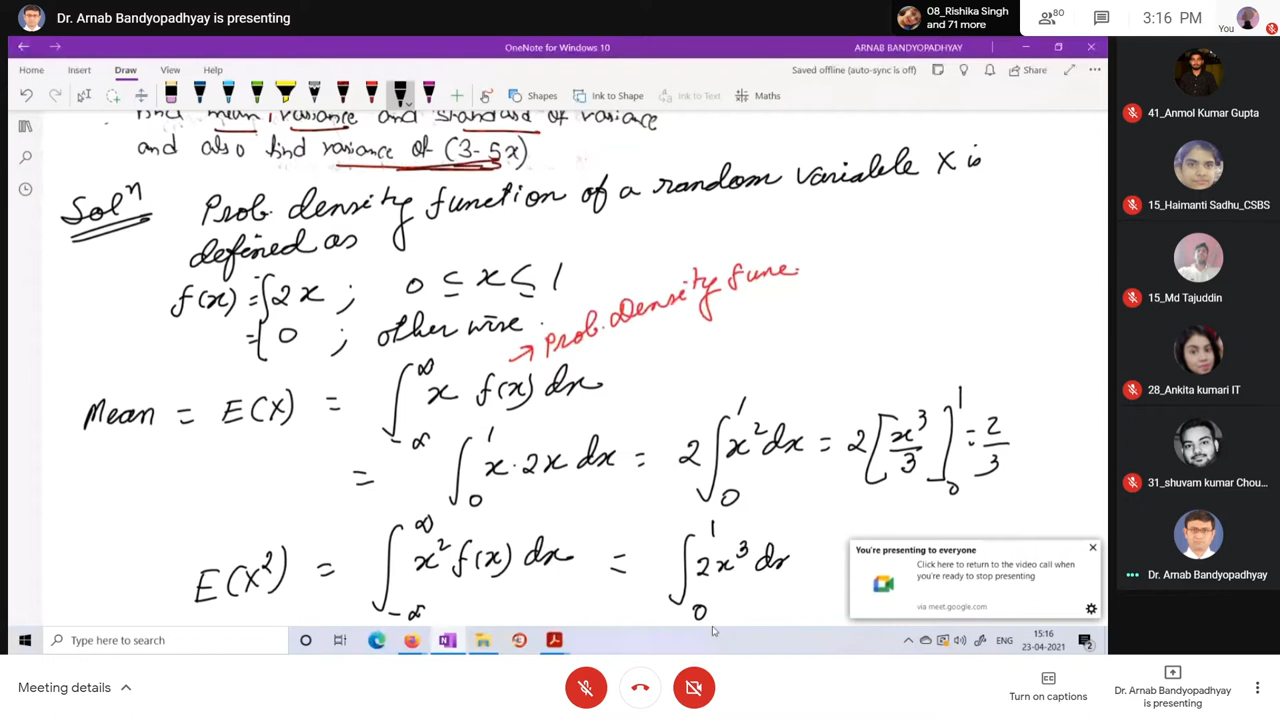 Dr. Arnab Bandyopadhyay is presenting
08_Rishika Singh
and 71 more
80
3:16 PM
You
OneNote for Windows 10
ARNAB BANDYOPADHYAY
Home Insert Draw View Help
Saved offline (auto-sync is off)
Share
Shapes
Ink to Shape
Ink to Text
Maths
find mean, variance and standard of variance
and also find variance of (3-5x)
Solⁿ Prob. density function of a random variable X is
defined as
f(x) = { 2x ; 0 ≤ x ≤ 1
= { 0 ; otherwise.
→ Prob. Density func.
Mean = E(X) = ∫_{-∞}^{∞} x f(x) dx
= ∫_0^1 x·2x dx = 2 ∫_0^1 x² dx = 2 [x³/3]_0^1 = 2/3
E(X²) = ∫_{-∞}^{∞} x² f(x) dx = ∫_0^1 2x³ dx
You're presenting to everyone
Click here to return to the video call when
you're ready to stop presenting
via meet.google.com
Type here to search
ENG
15:16
23-04-2021
2
41_Anmol Kumar Gupta
15_Haimanti Sadhu_CSBS
15_Md Tajuddin
28_Ankita kumari IT
31_shuvam kumar Chou...
Dr. Arnab Bandyopadhyay
Meeting details
Turn on captions
Dr. Arnab Bandyopadhyay
is presenting